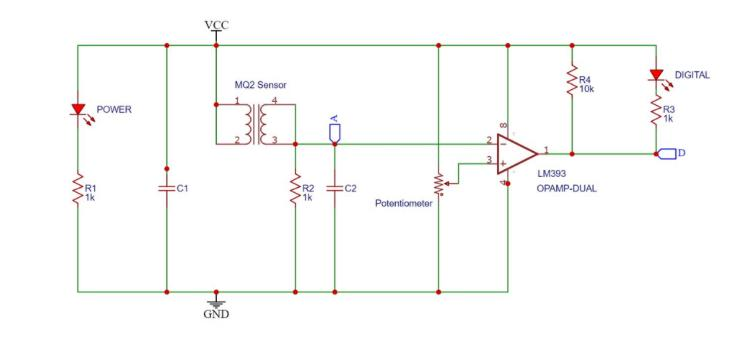 VCC
MQ2 Sensor
1
4
2
3
A
POWER
R1
1k
C1
R2
1k
C2
Potentiometer
8
2
3
4
1
LM393
OPAMP-DUAL
R4
10k
DIGITAL
R3
1k
D
GND